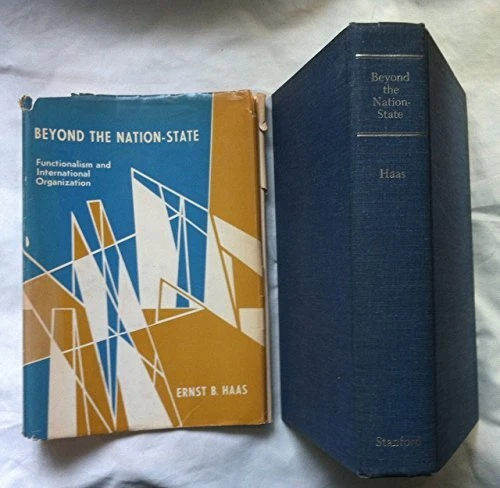 BEYOND THE NATION-STATE
Functionalism and
International
Organization
ERNST B. HAAS
Beyond
the
Nation-
State
Haas
Stanford